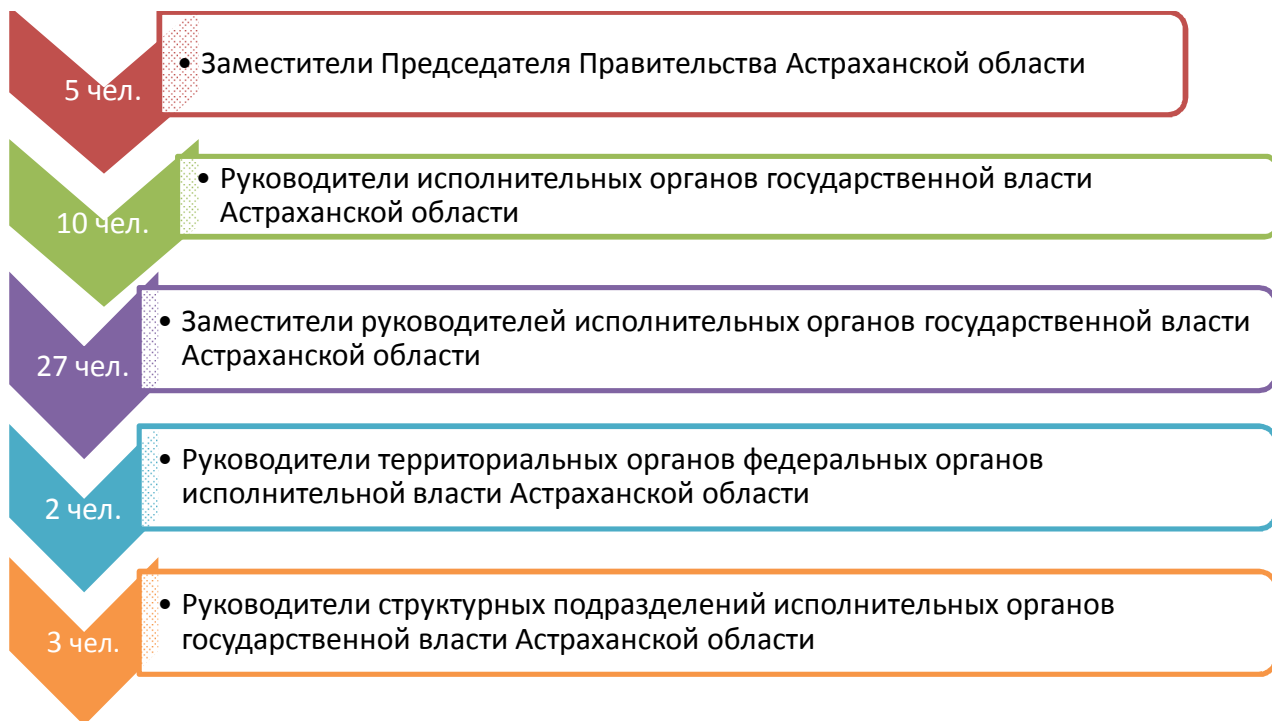 5 чел.
• Заместители Председателя Правительства Астраханской области
10 чел.
• Руководители исполнительных органов государственной власти
Астраханской области
27 чел.
• Заместители руководителей исполнительных органов государственной власти
Астраханской области
2 чел.
• Руководители территориальных органов федеральных органов
исполнительной власти Астраханской области
3 чел.
• Руководители структурных подразделений исполнительных органов
государственной власти Астраханской области